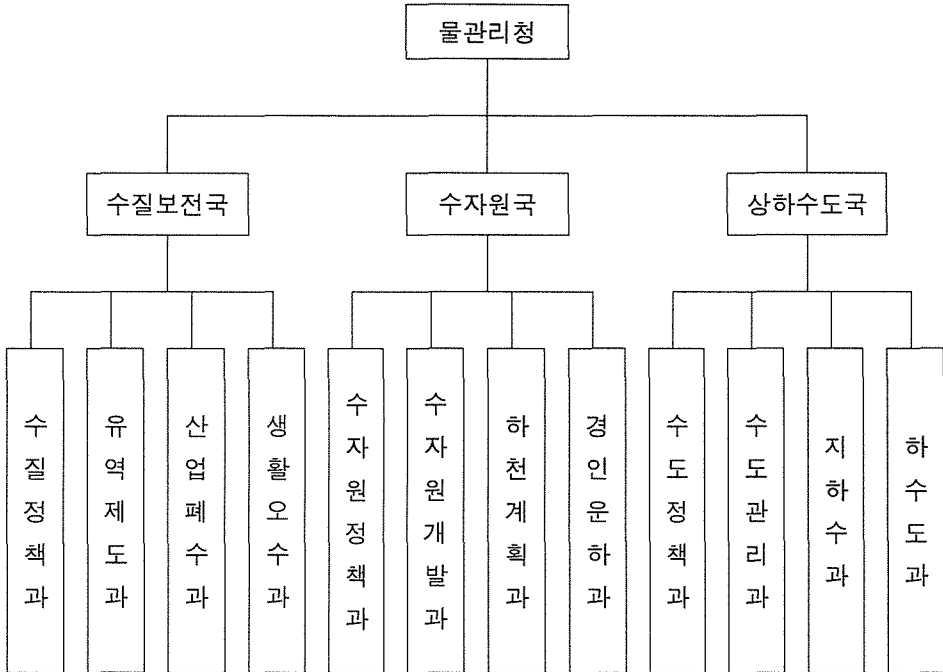 물관리청
수질보전국
수자원국
상하수도국
수질정책과
유역제도과
산업폐수과
생활오수과
수자원정책과
수자원개발과
하천계획과
경인운하과
수도정책과
수도관리과
지하수과
하수도과